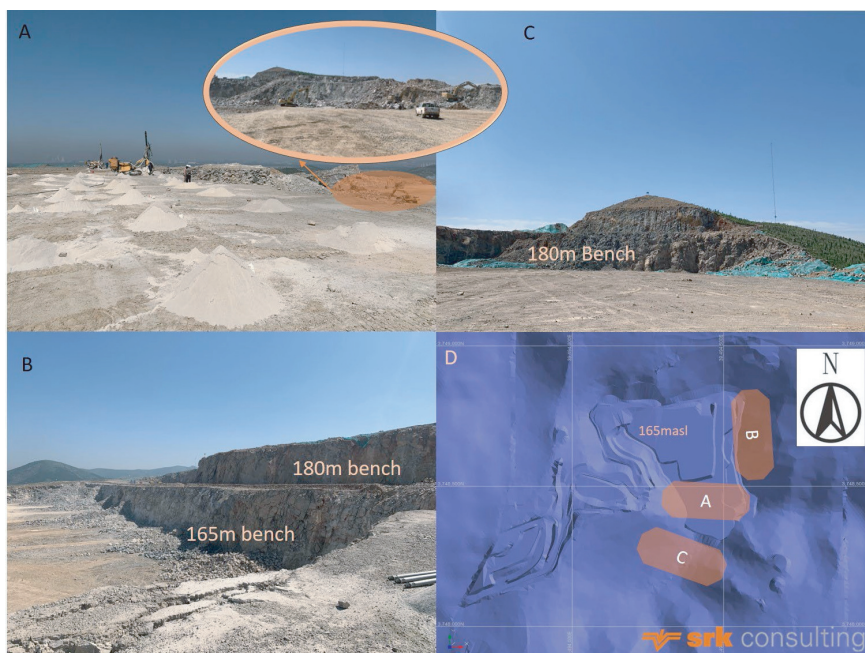 A
C
180m Bench
B
180m bench
165m bench
D
N
165masl
B
A
C
srk consulting